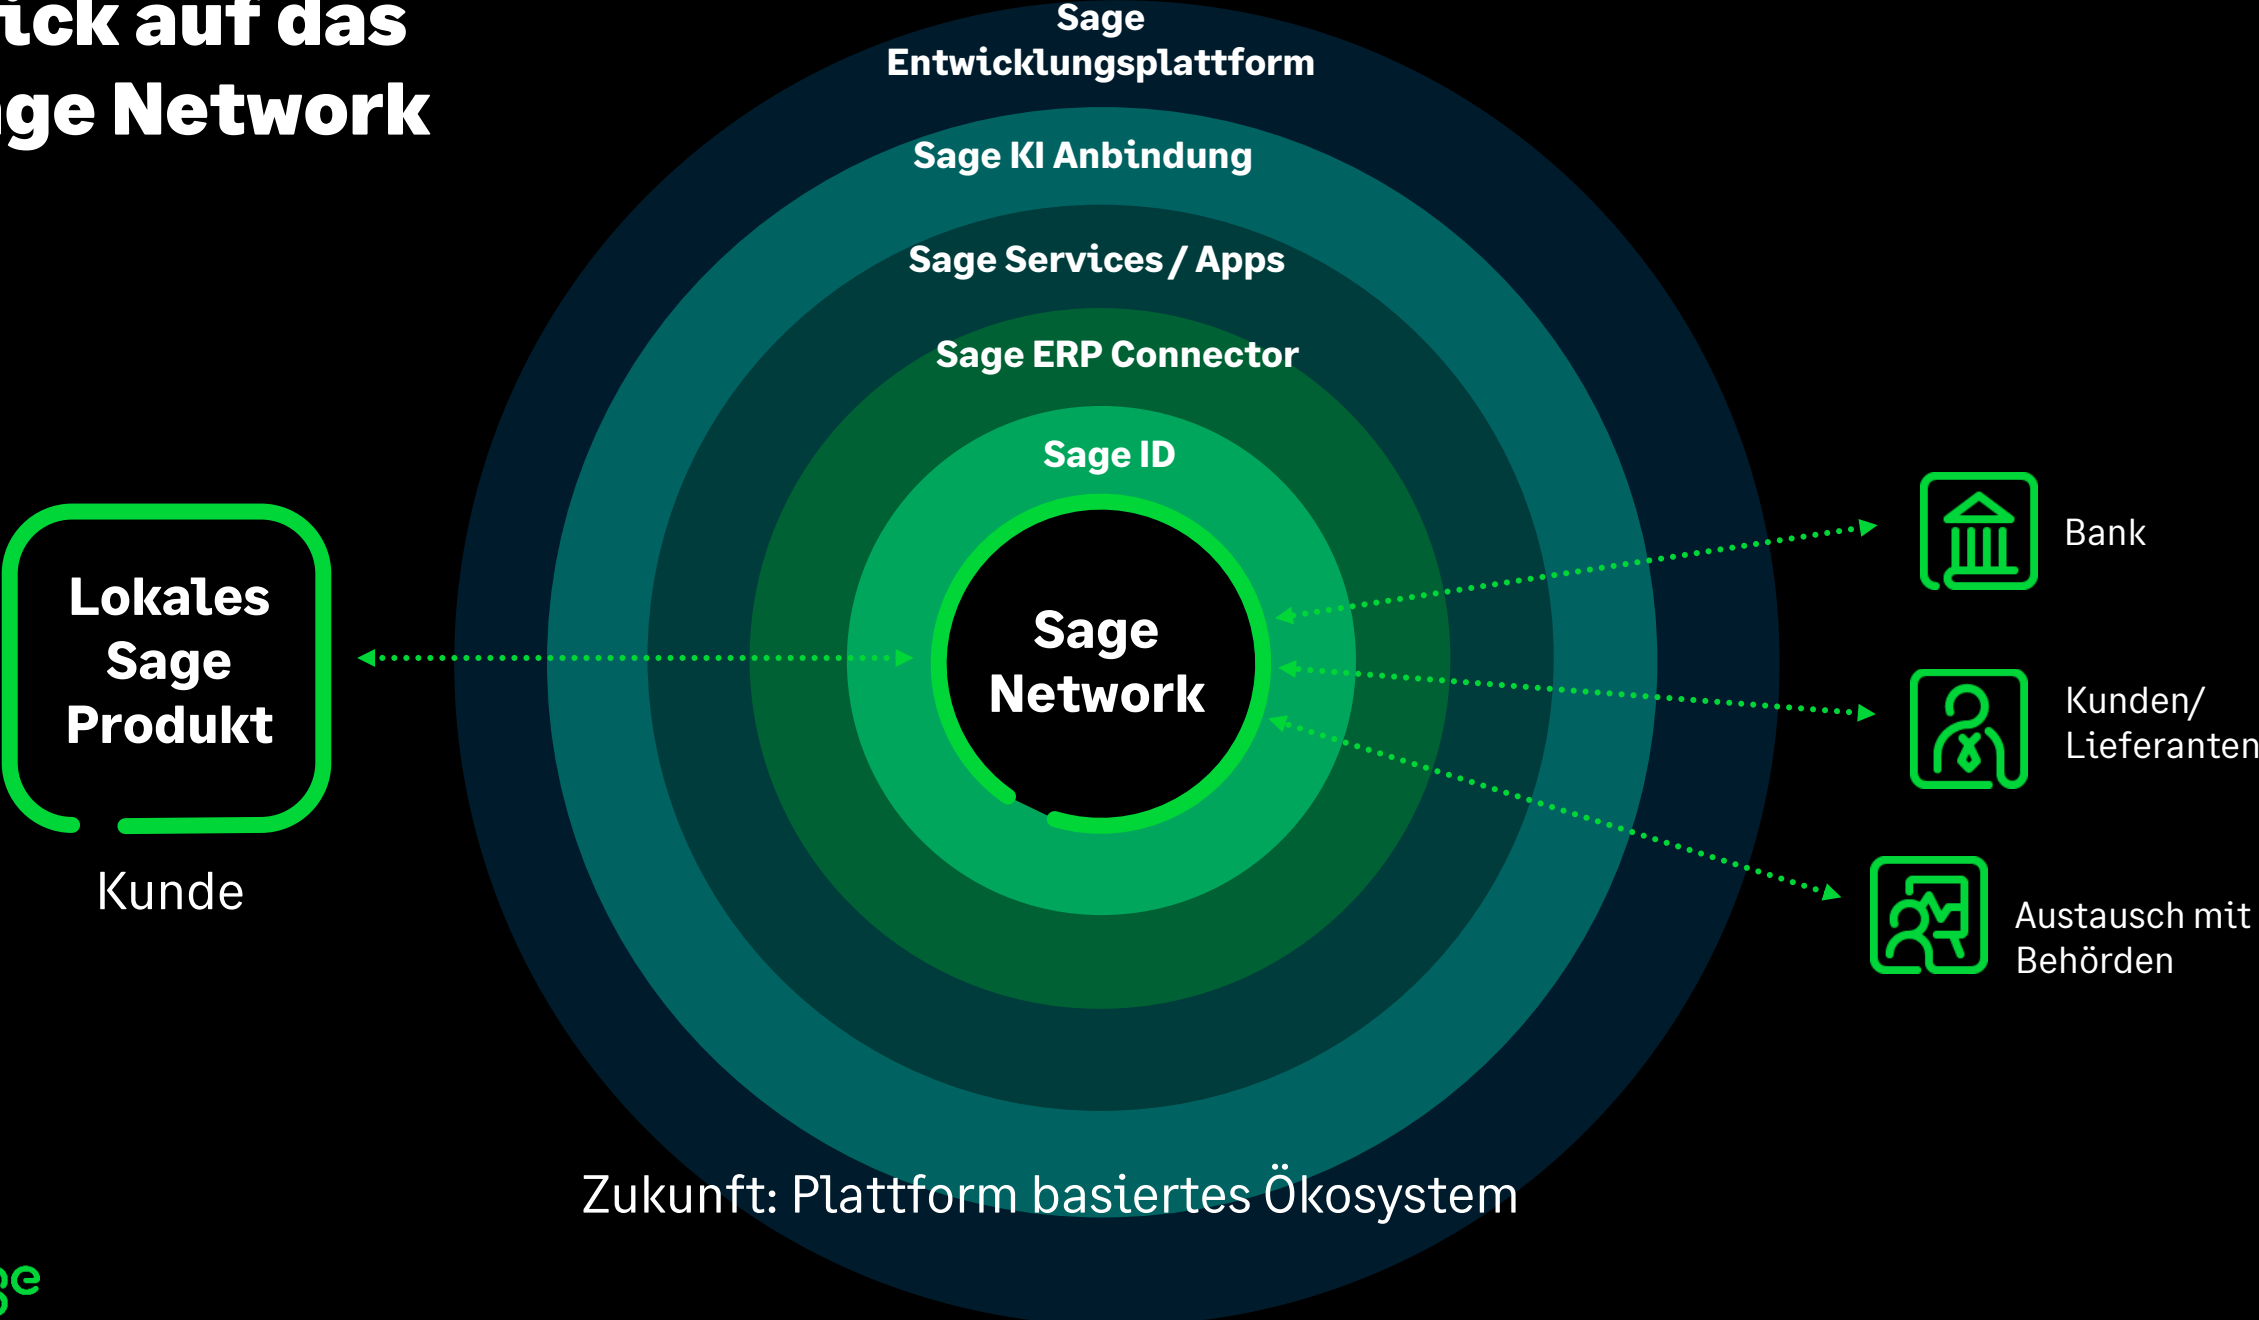 ick auf das
ge Network
Sage
Entwicklungsplattform
Sage KI Anbindung
Sage Services / Apps
Sage ERP Connector
Sage ID
Sage
Network
Lokales
Sage
Produkt
Kunde
Bank
Kunden/
Lieferanten
Austausch mit
Behörden
Zukunft: Plattform basiertes Ökosystem
ge